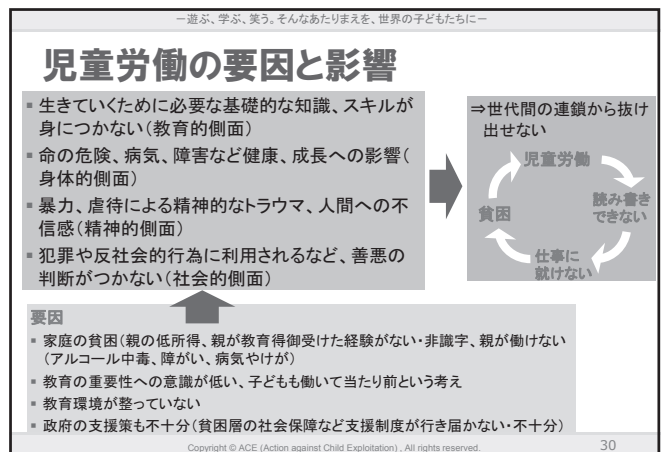 －遊ぶ、学ぶ、笑う。そんなあたりまえを、世界の子どもたちに－
児童労働の要因と影響
▪ 生きていくために必要な基礎的な知識、スキルが
身につかない（教育的側面）
▪ 命の危険、病気、障害など健康、成長への影響（
身体的側面）
▪ 暴力、虐待による精神的なトラウマ、人間への不
信感（精神的側面）
▪ 犯罪や反社会的行為に利用されるなど、善悪の
判断がつかない（社会的側面）
⇒世代間の連鎖から抜け
出せない
児童労働
読み書き
できない
仕事に
就けない
貧困
要因
▪ 家庭の貧困（親の低所得、親が教育得御受けた経験がない・非識字、親が働けない
（アルコール中毒、障がい、病気やけが）
▪ 教育の重要性への意識が低い、子どもも働いて当たり前という考え
▪ 教育環境が整っていない
▪ 政府の支援策も不十分（貧困層の社会保障など支援制度が行き届かない・不十分）
Copyright © ACE (Action against Child Exploitation) , All rights reserved.
30